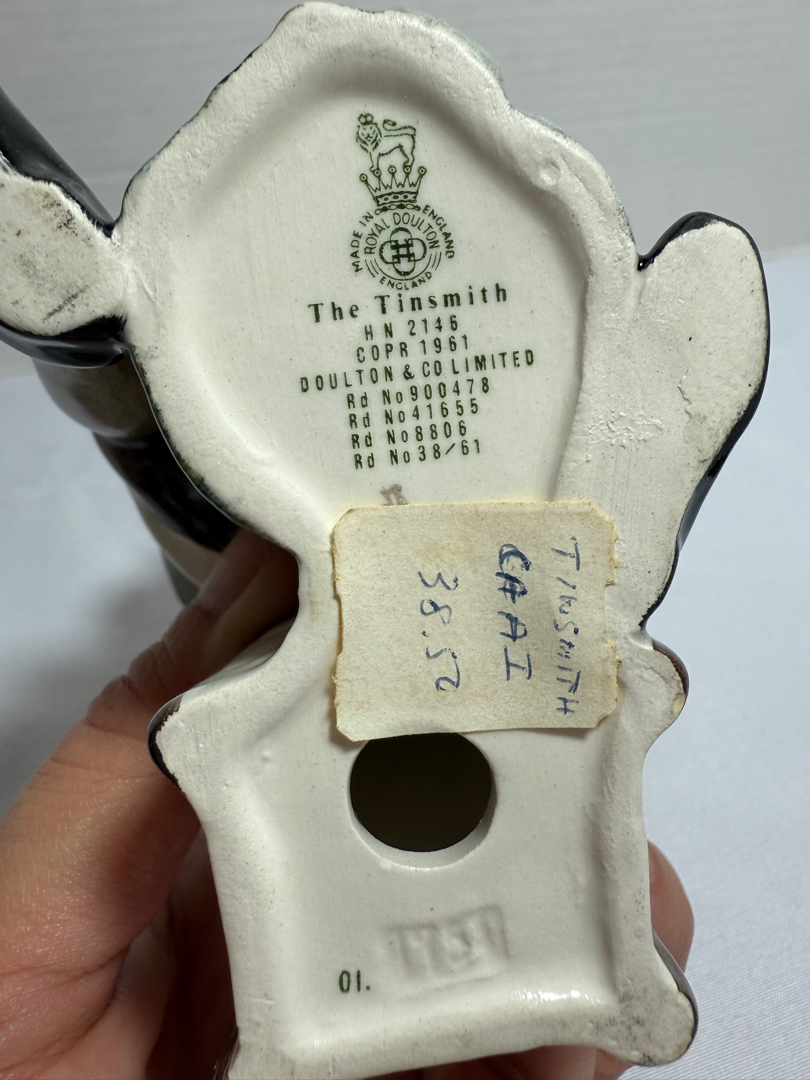 MADE IN ENGLAND
ROYAL DOULTON
ENGLAND
The Tinsmith
HN 2146
COPR 1961
DOULTON & CO LIMITED
Rd No 900478
Rd No 41655
Rd No 8806
Rd No 38/61
TINSMITH
CAAI
38.50
01.